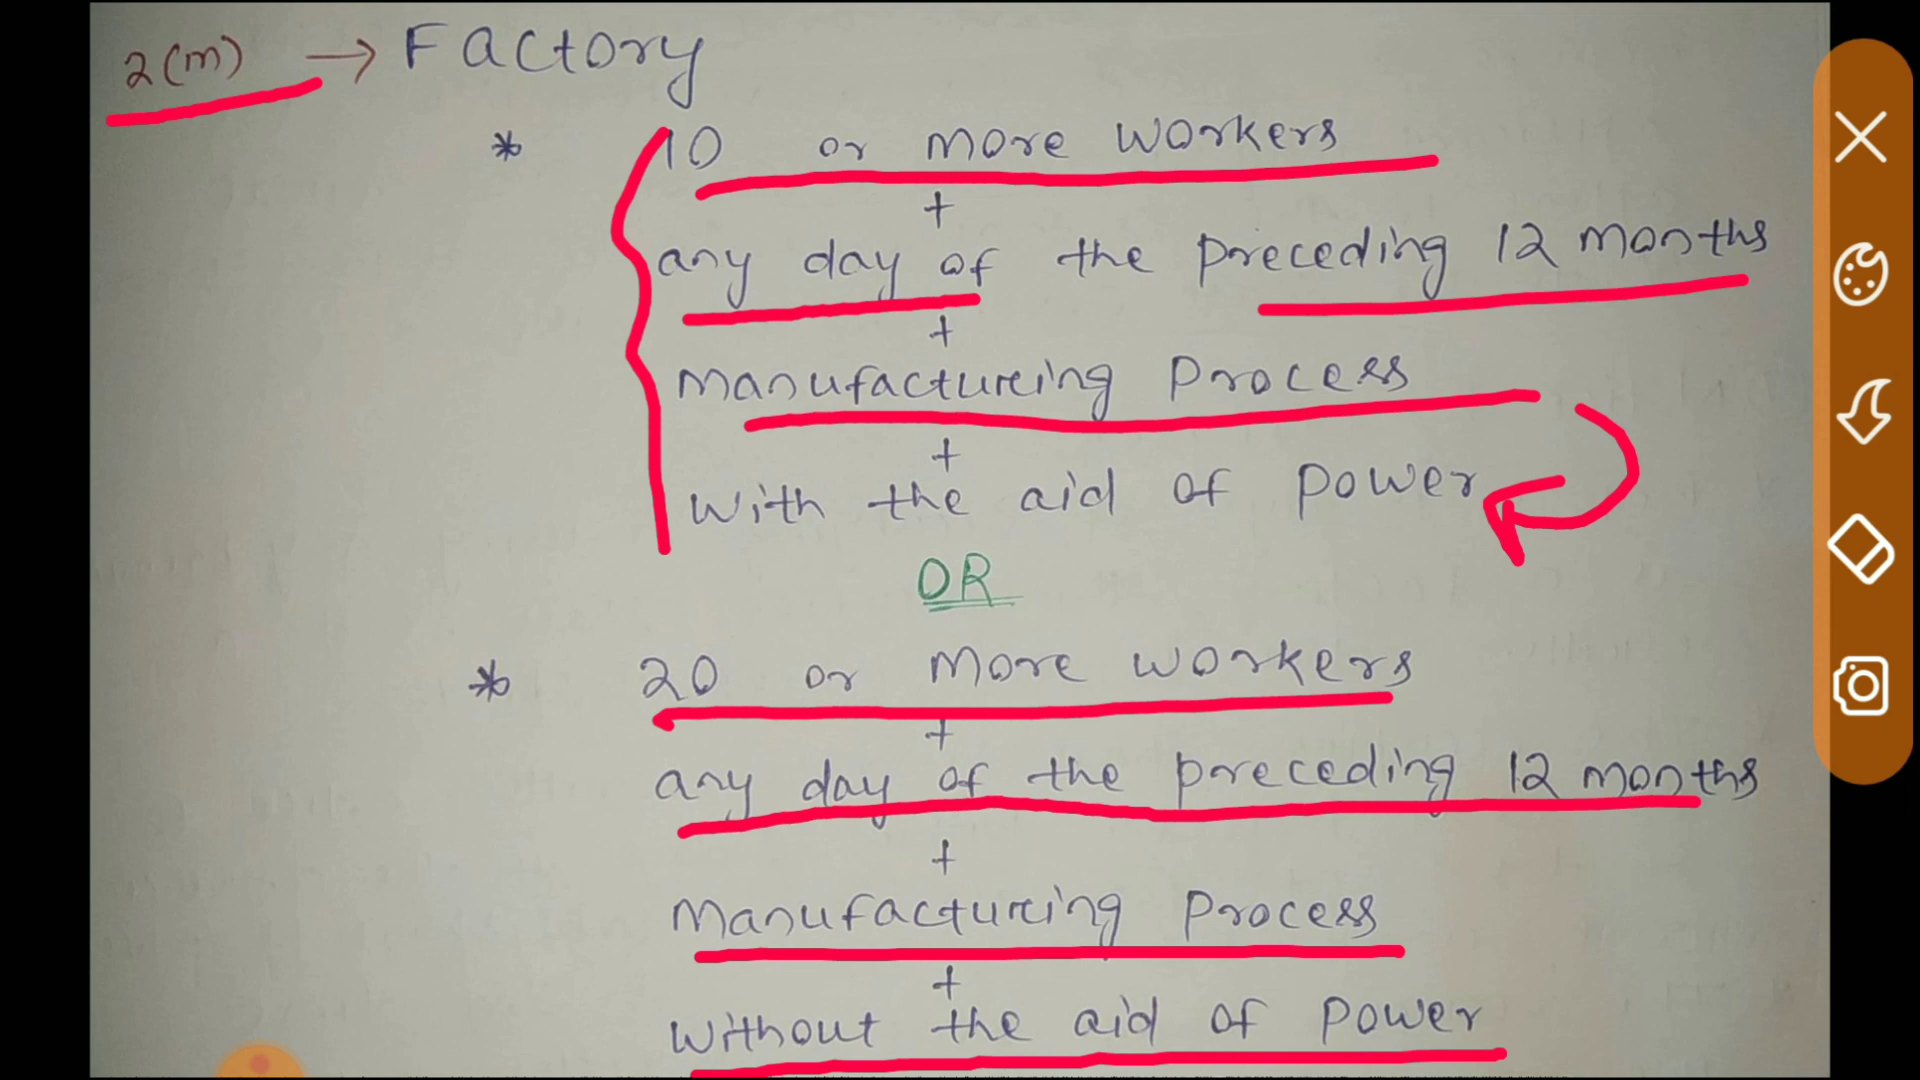 2(m) → Factory
* 10 or more workers
+
any day of the preceding 12 months
+
Manufacturing Process
+
With the aid of power
OR
* 20 or more workers
+
any day of the preceding 12 months
+
Manufacturing Process
+
Without the aid of power